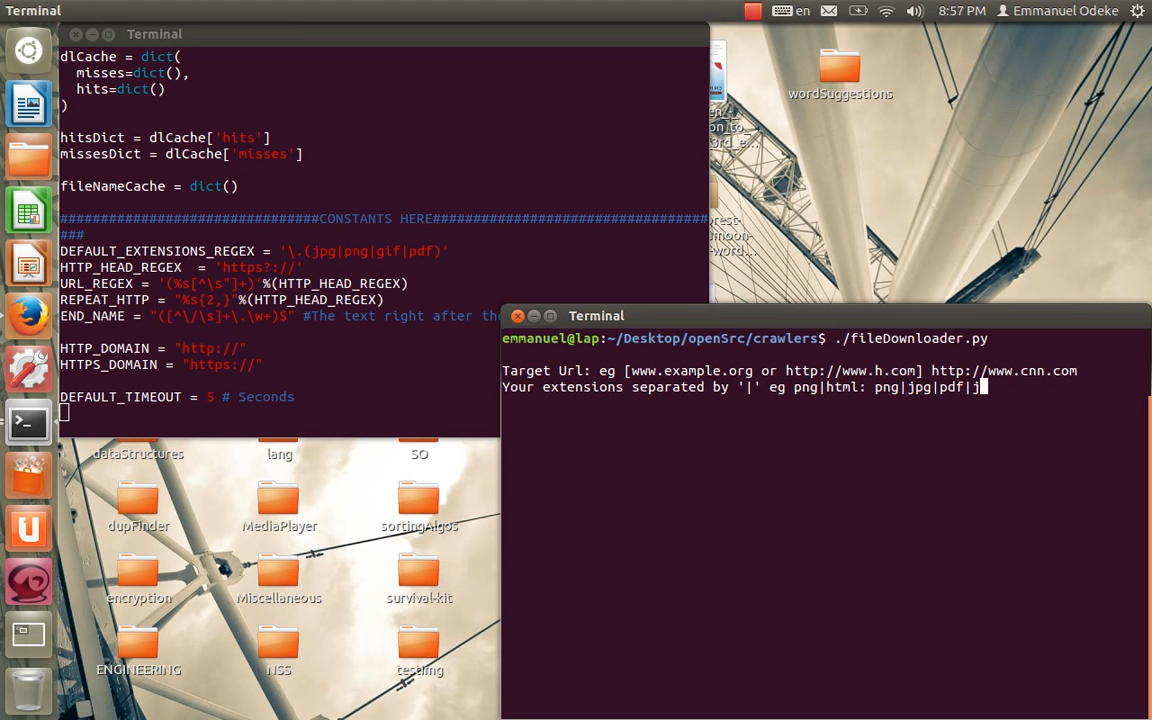 Terminal
en
8:57 PM
Emmanuel Odeke
Terminal
dlCache = dict(
misses=dict(),
hits=dict()
)
hitsDict = dlCache['hits']
missesDict = dlCache['misses']
fileNameCache = dict()
################################CONSTANTS HERE##################################
###
DEFAULT_EXTENSIONS_REGEX = '\.(jpg|png|gif|pdf)'
HTTP_HEAD_REGEX  = 'https?://'
URL_REGEX = '(%s[^\s"]+)'%(HTTP_HEAD_REGEX)
REPEAT_HTTP = "%s{2,}"%(HTTP_HEAD_REGEX)
END_NAME = "([^\/\s]+\.\w+)$" #The text right after the
HTTP_DOMAIN = "http://"
HTTPS_DOMAIN = "https://"
DEFAULT_TIMEOUT = 5 # Seconds
wordSuggestions
Terminal
emmanuel@lap:~/Desktop/openSrc/crawlers$ ./fileDownloader.py
Target Url: eg [www.example.org or http://www.h.com] http://www.cnn.com
Your extensions separated by '|' eg png|html: png|jpg|pdf|j
dataStructures
lang
SO
dupFinder
MediaPlayer
sortingAlgos
encryption
Miscellaneous
survival-kit
ENGINEERING
NSS
testimg